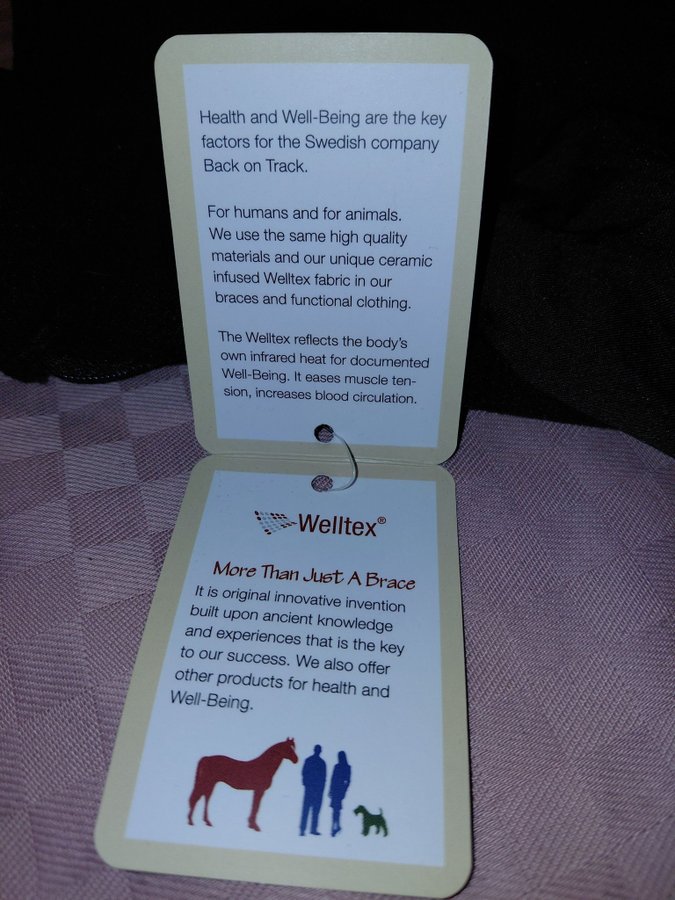 Health and Well-Being are the key
factors for the Swedish company
Back on Track.
For humans and for animals.
We use the same high quality
materials and our unique ceramic
infused Welltex fabric in our
braces and functional clothing.
The Welltex reflects the body's
own infrared heat for documented
Well-Being. It eases muscle ten-
sion, increases blood circulation.
Welltex®
More Than Just A Brace
It is original innovative invention
built upon ancient knowledge
and experiences that is the key
to our success. We also offer
other products for health and
Well-Being.